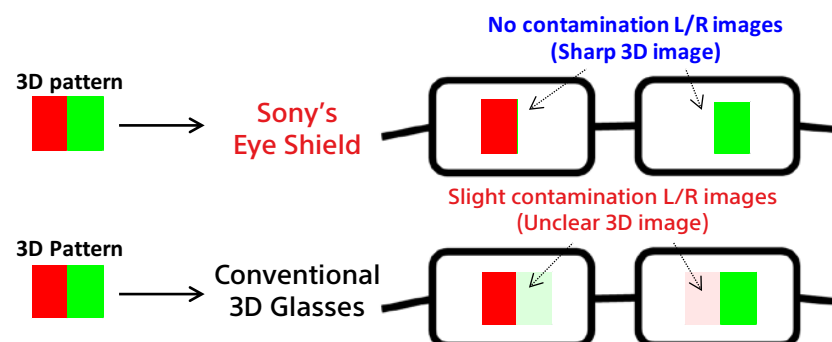 No contamination L/R images
(Sharp 3D image)
3D pattern
Sony's
Eye Shield
Slight contamination L/R images
(Unclear 3D image)
3D Pattern
Conventional
3D Glasses